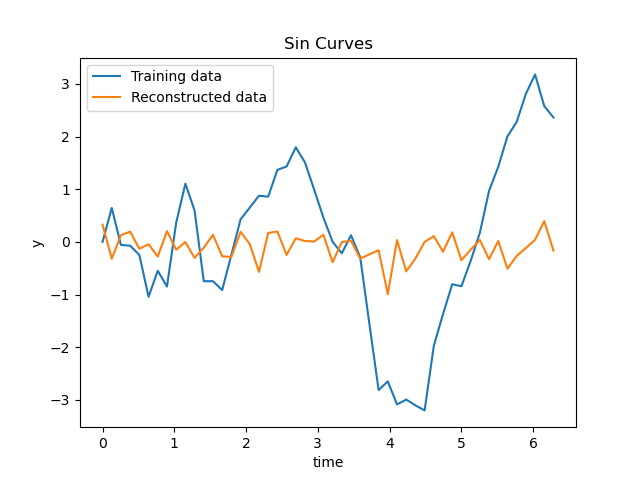 Sin Curves
Training data
Reconstructed data
3
2
1
0
−1
−2
−3
y
0 1 2 3 4 5 6
time